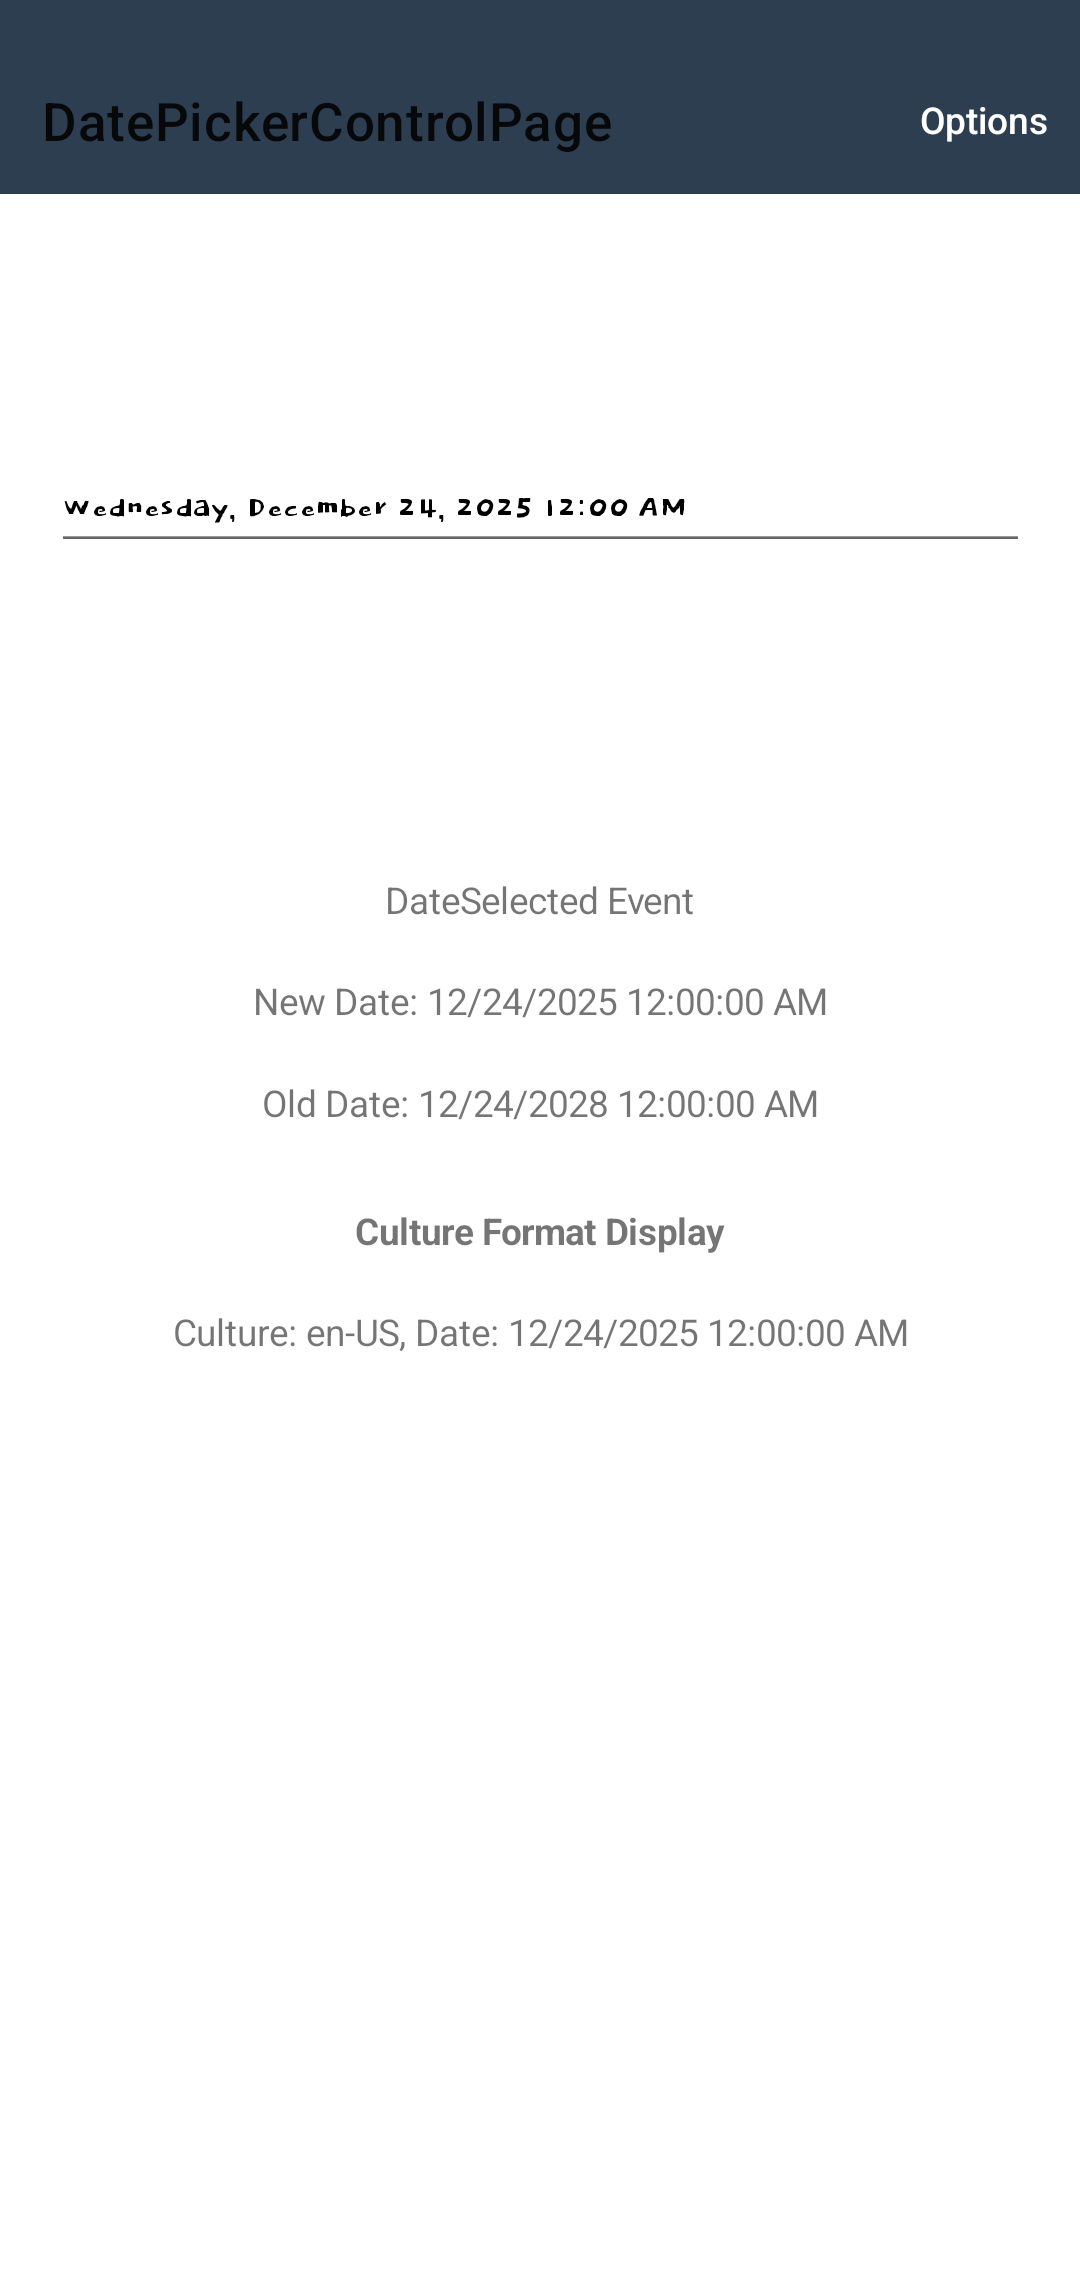 DatePickerControlPage
Options
Wednesday, December 24, 2025 12:00 AM
DateSelected Event
New Date: 12/24/2025 12:00:00 AM
Old Date: 12/24/2028 12:00:00 AM
Culture Format Display
Culture: en-US, Date: 12/24/2025 12:00:00 AM